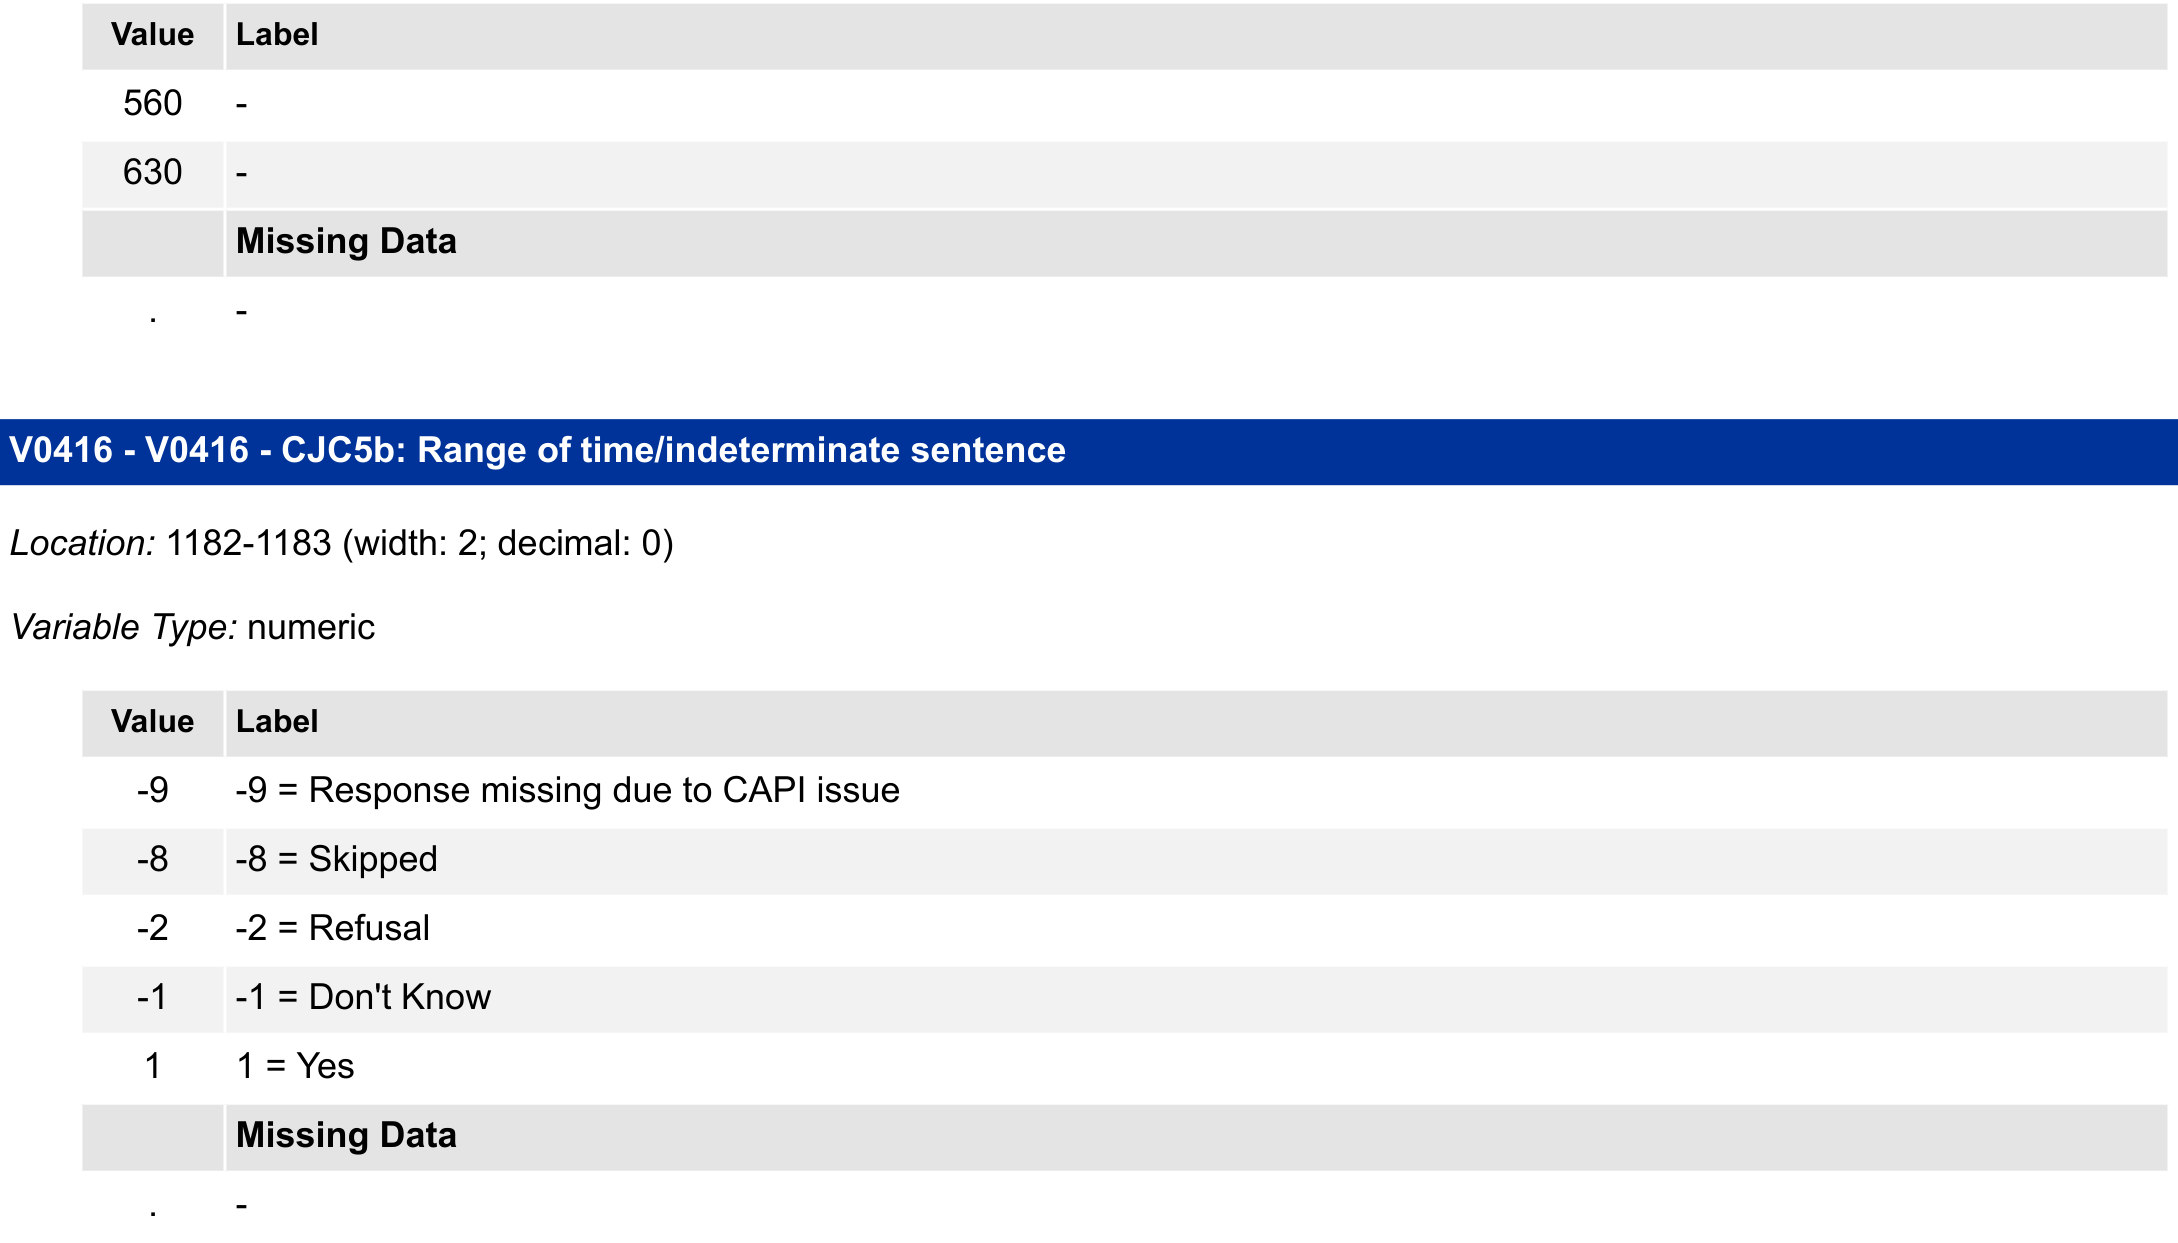 Value Label
560 -
630 -
Missing Data
. -
V0416 - V0416 - CJC5b: Range of time/indeterminate sentence
Location: 1182-1183 (width: 2; decimal: 0)
Variable Type: numeric
Value Label
-9 -9 = Response missing due to CAPI issue
-8 -8 = Skipped
-2 -2 = Refusal
-1 -1 = Don't Know
1 1 = Yes
Missing Data
. -